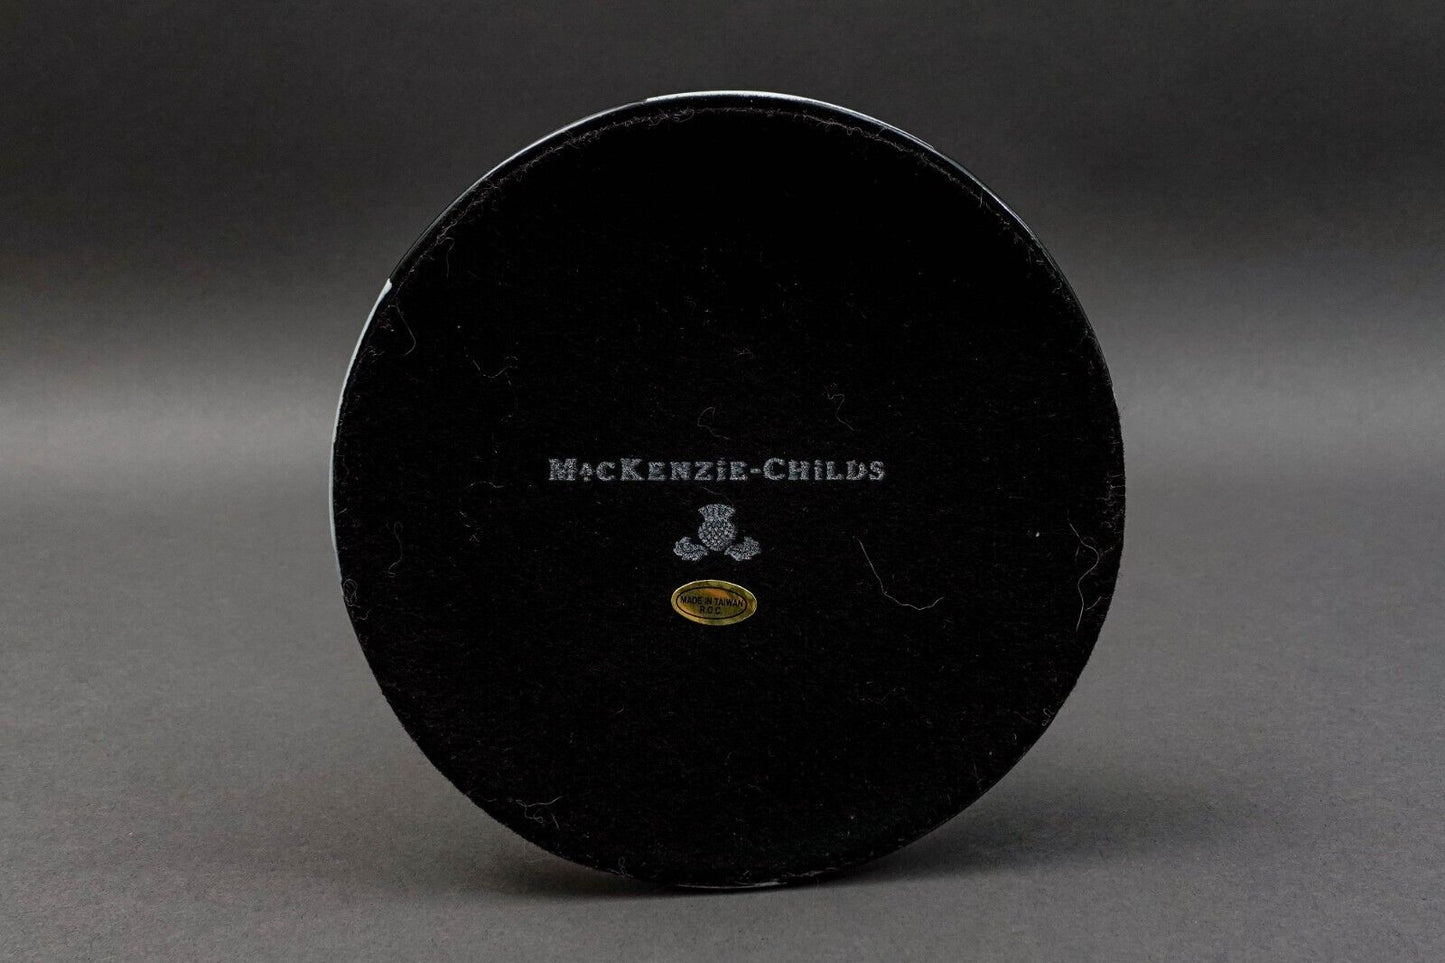 MacKenzie-Childs
MADE IN TAIWAN
R.O.C.